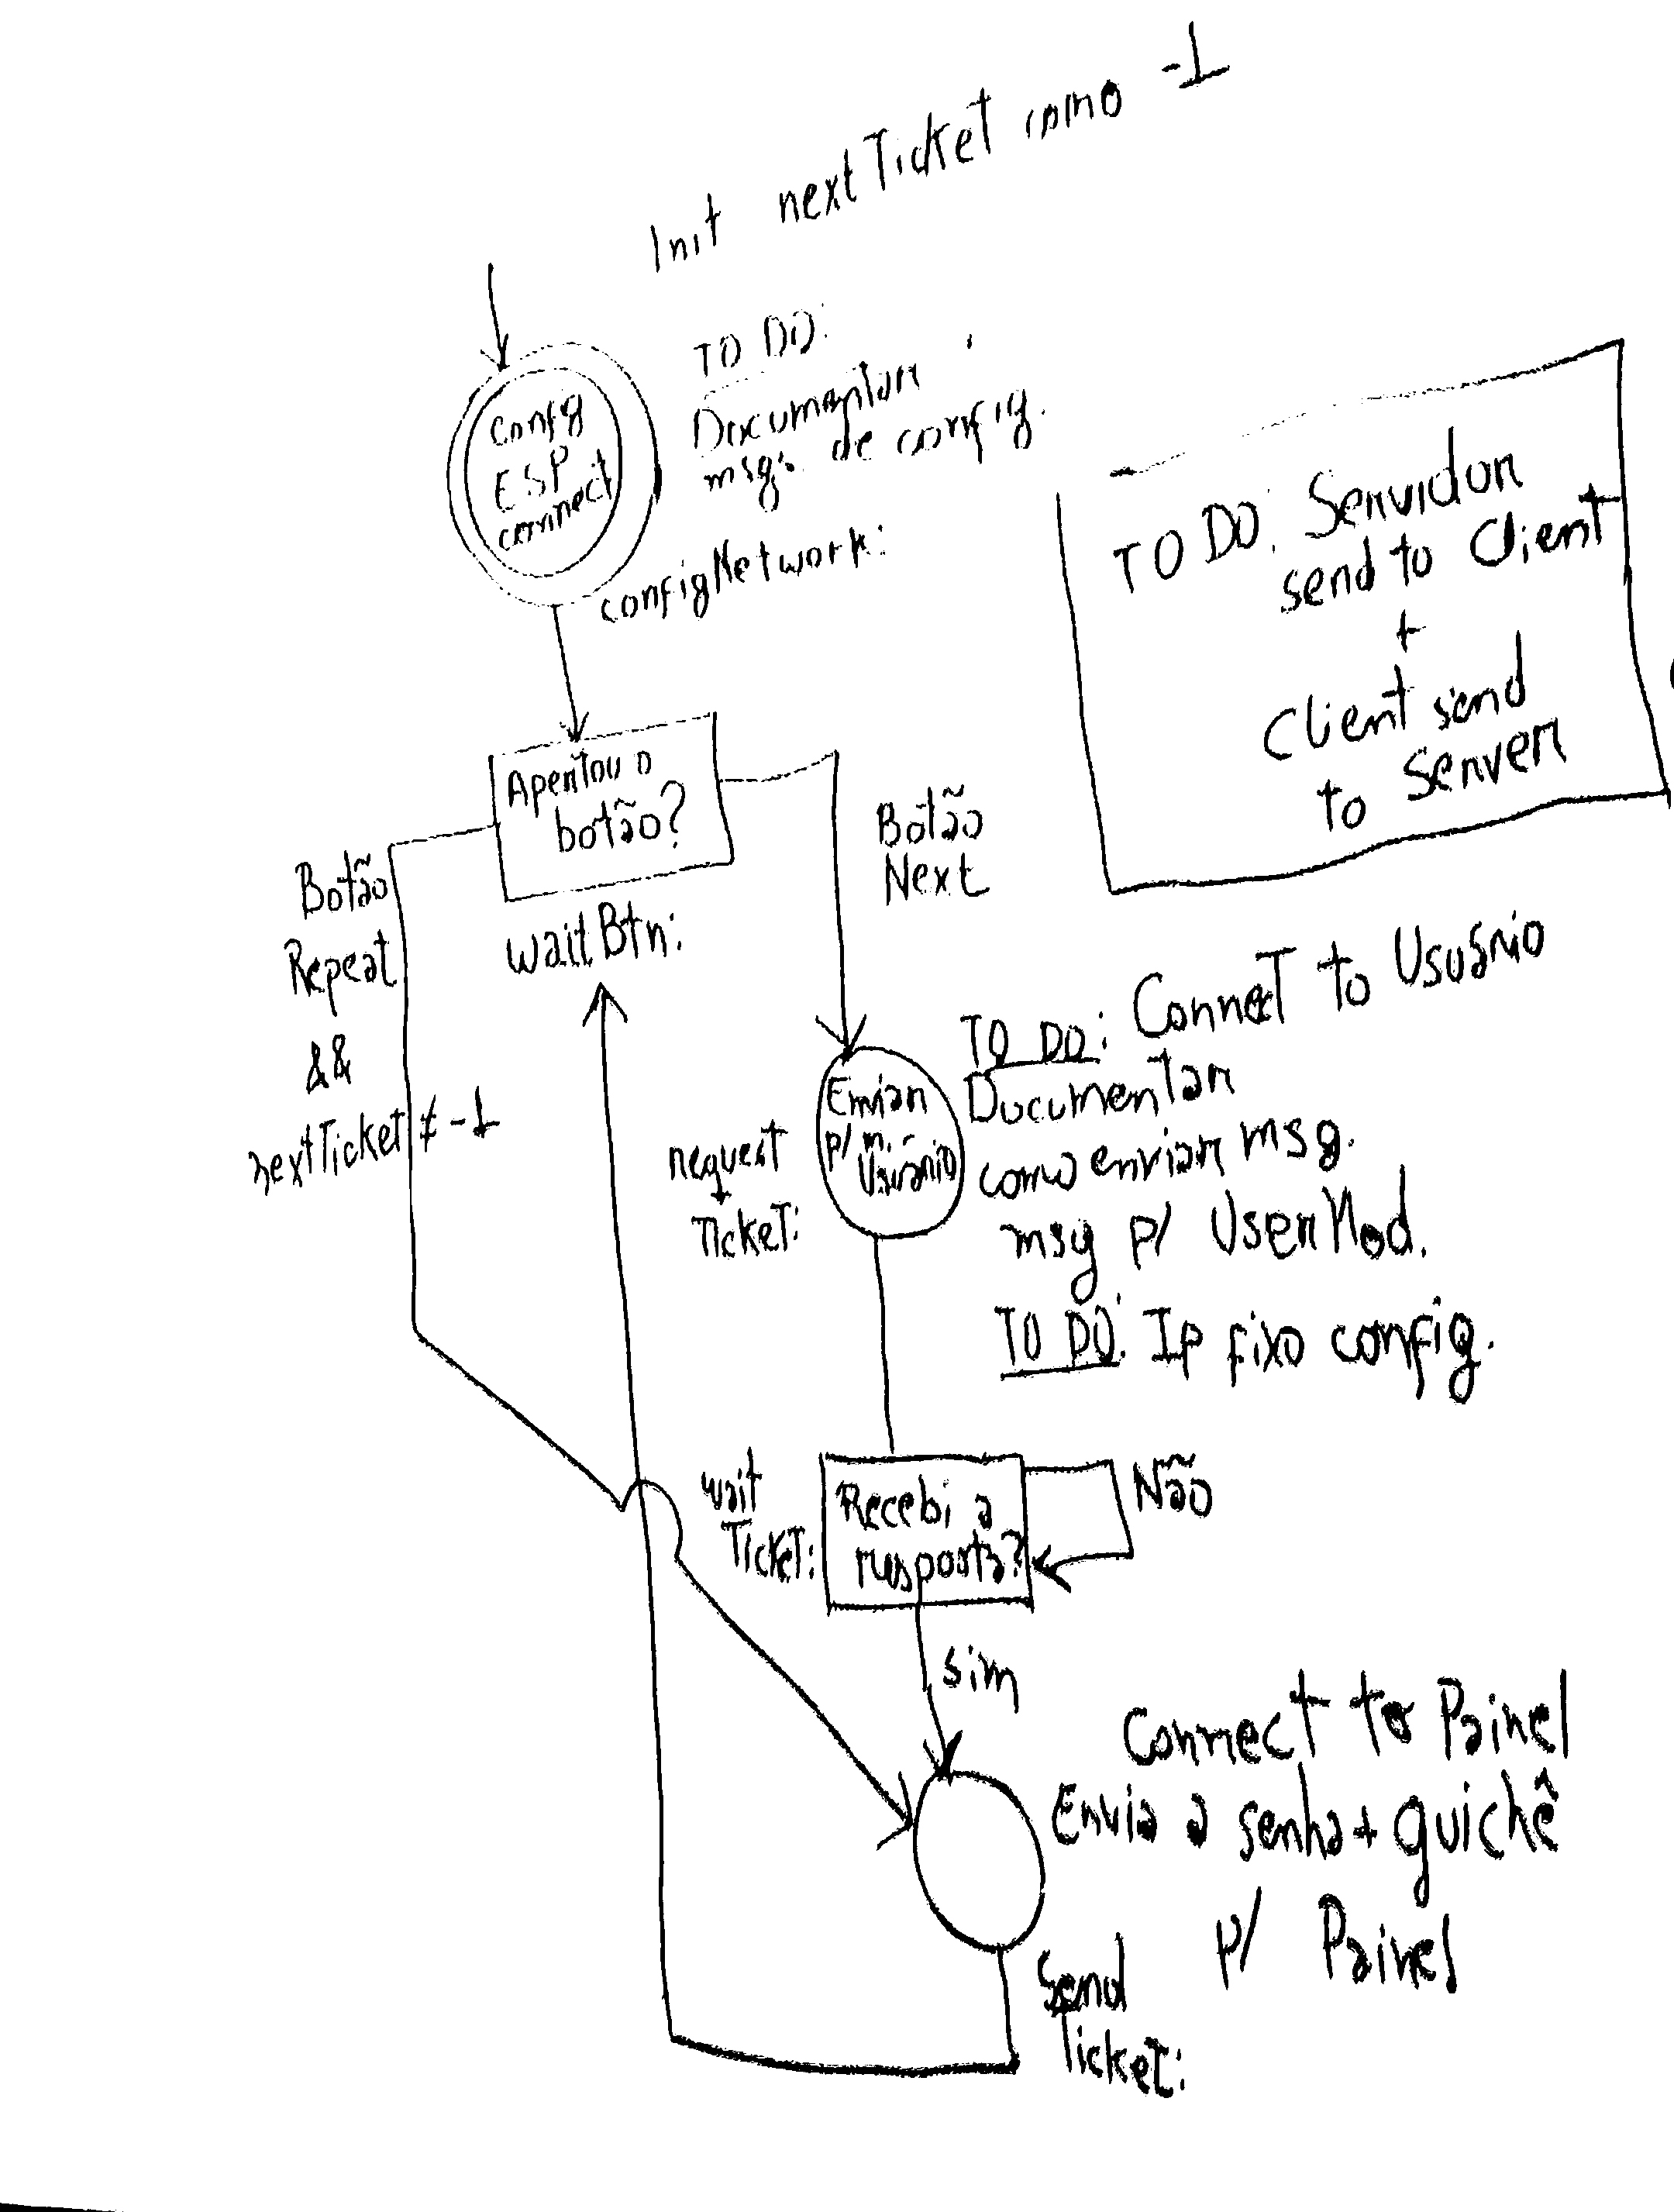 Init nextTicket como -1
TO DO:
Documentar
msgs de config.
config
ESP
connect
configNetwork:
TO DO: Servidor
send to Client
+
Client send
to Server
Apertou o
botão?
waitBtn:
Botão
Next
Botão
Repeat
&&
nextTicket ≠ -1
TO DO: Connect to Usuário
Documentar
como enviar msg.
msg p/ UserMod.
TO DO: Ip fixo config.
Enviar
p/ m.
Usuário
request
Ticket:
wait
Ticket:
Recebi a
resposta?
Não
sim
Connect to Painel
Envia a senha + guichê
p/ Painel
Send
Ticket: